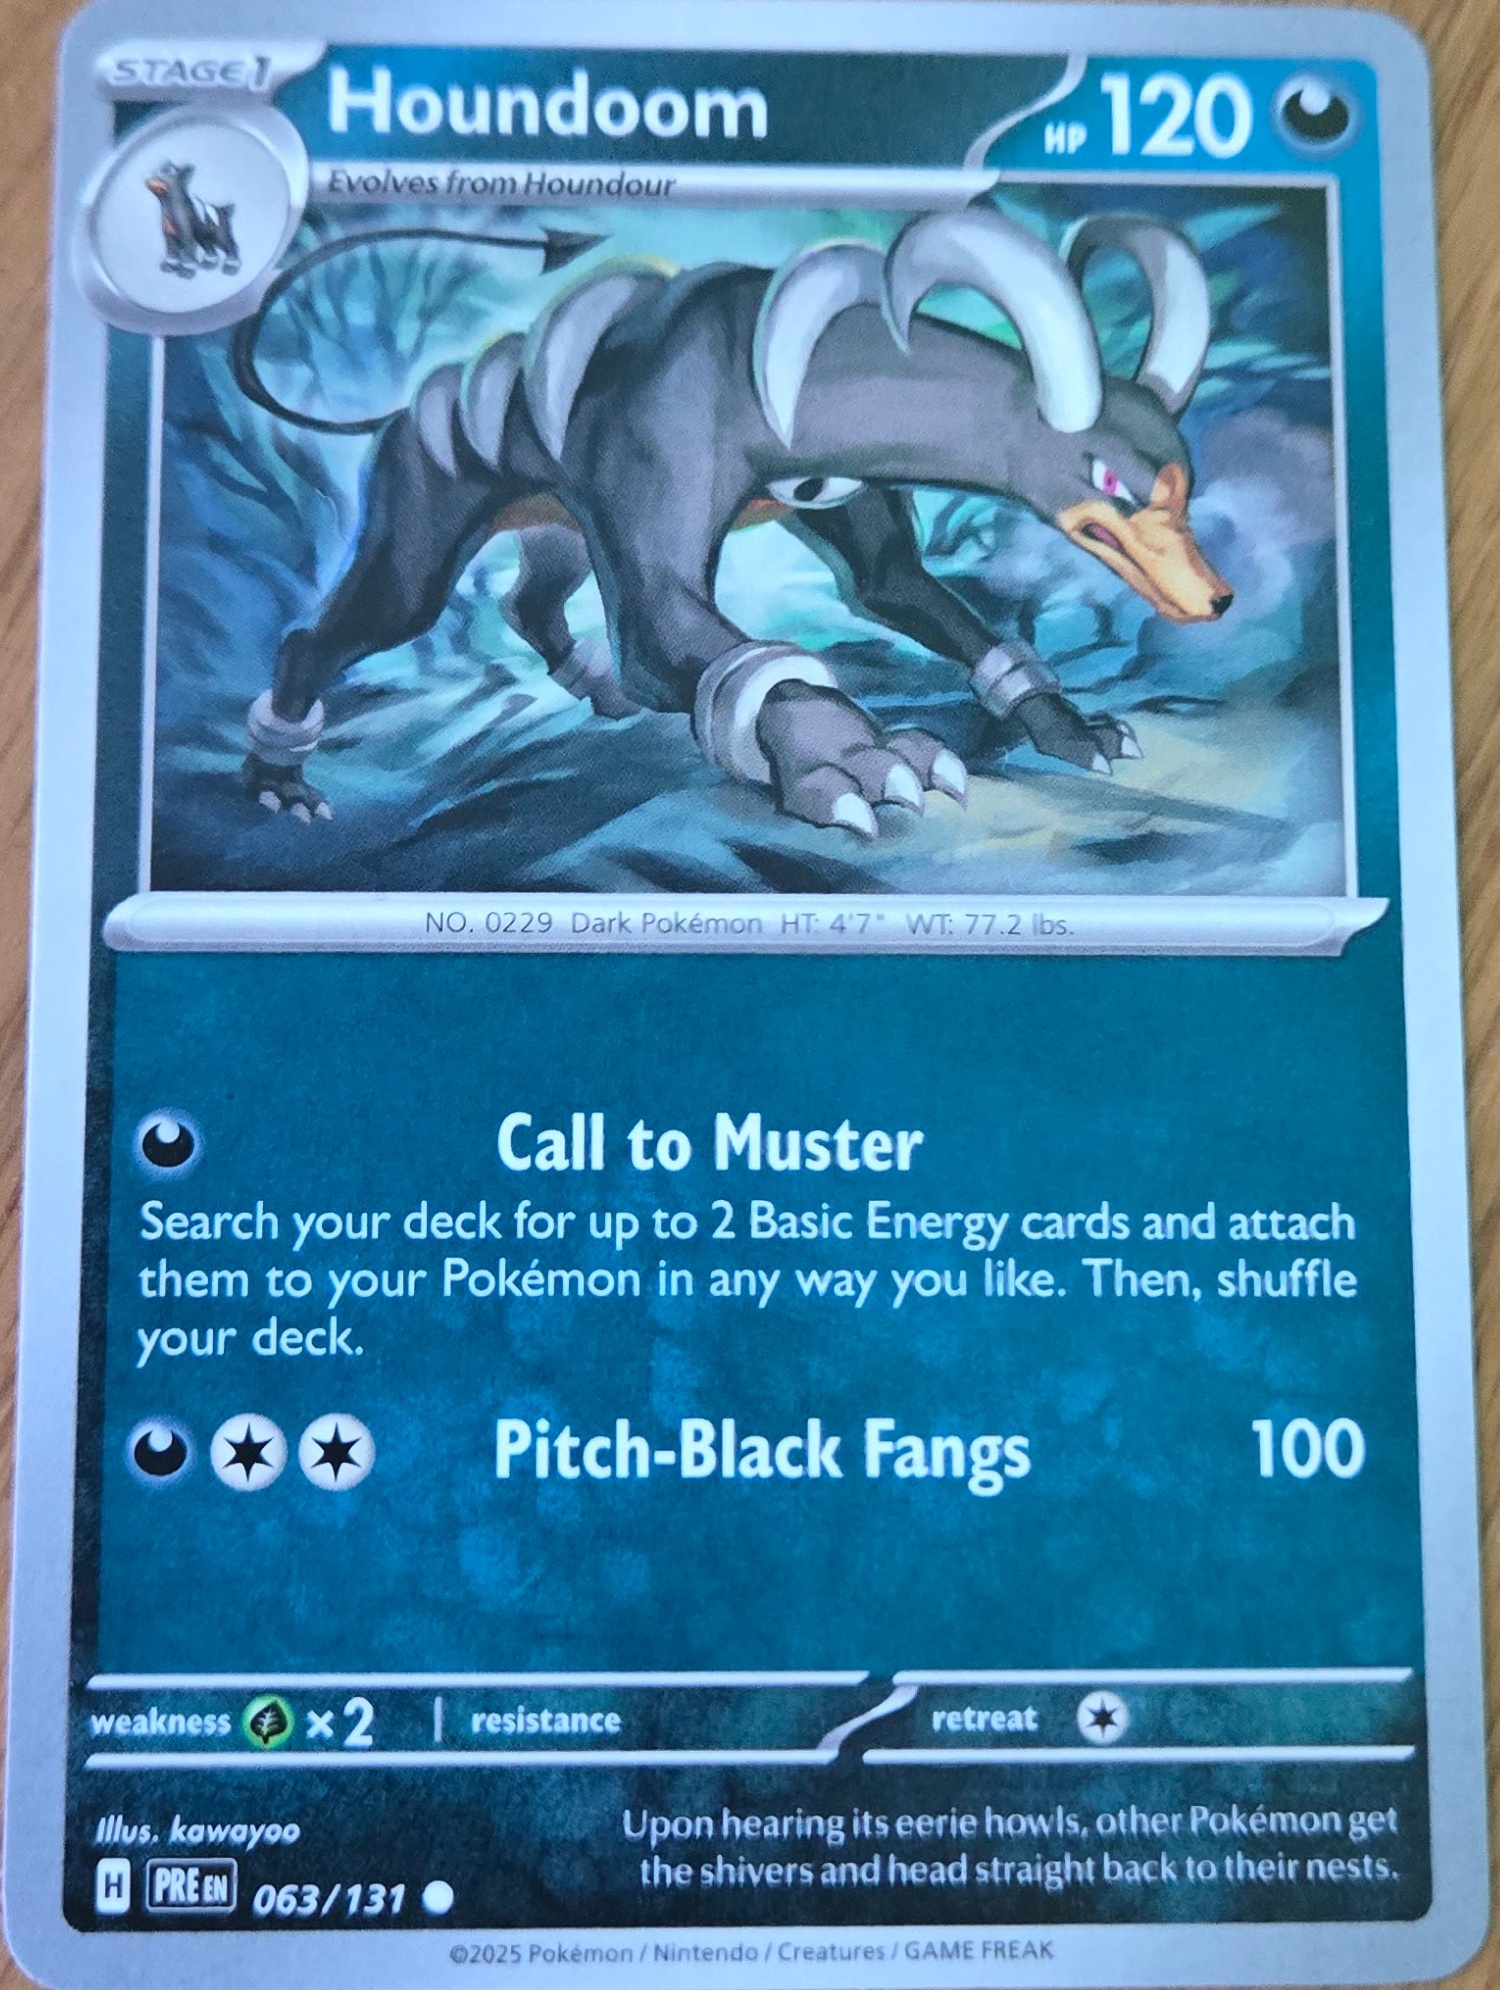 STAGE 1
Houndoom
HP 120
Evolves from Houndour
NO. 0229 Dark Pokémon HT: 4'7" WT: 77.2 lbs.
Call to Muster
Search your deck for up to 2 Basic Energy cards and attach
them to your Pokémon in any way you like. Then, shuffle
your deck.
Pitch-Black Fangs 100
weakness ×2 resistance retreat
Illus. kawayoo
Upon hearing its eerie howls, other Pokémon get
the shivers and head straight back to their nests.
H PRE EN 063/131
©2025 Pokémon / Nintendo / Creatures / GAME FREAK